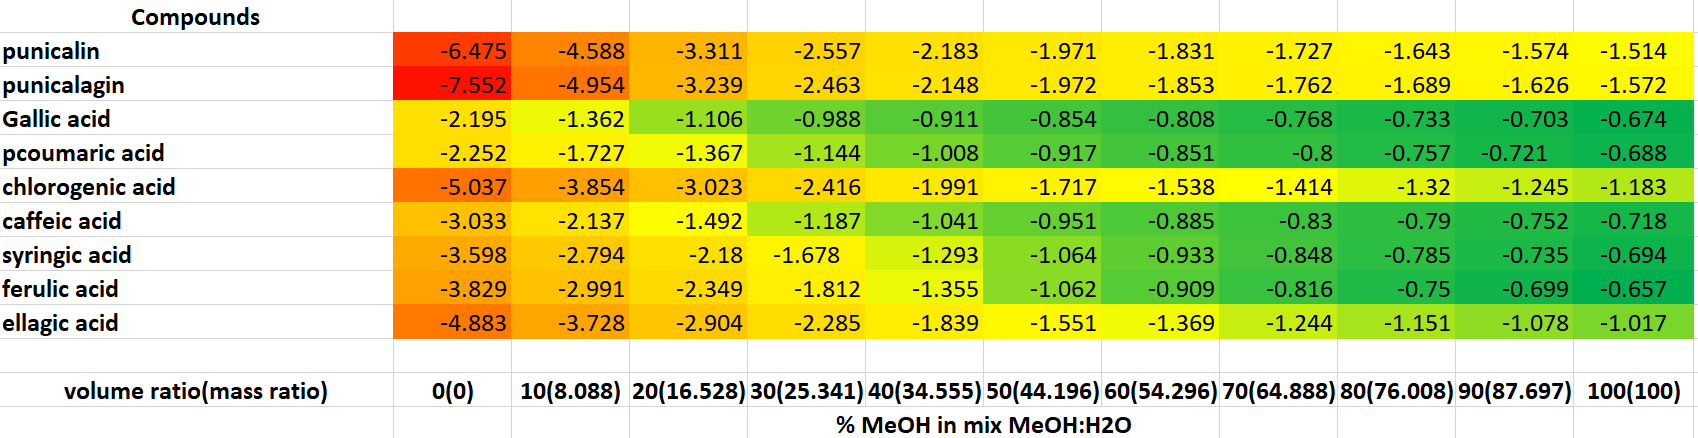 Compounds
punicalin -6.475 -4.588 -3.311 -2.557 -2.183 -1.971 -1.831 -1.727 -1.643 -1.574 -1.514
punicalagin -7.552 -4.954 -3.239 -2.463 -2.148 -1.972 -1.853 -1.762 -1.689 -1.626 -1.572
Gallic acid -2.195 -1.362 -1.106 -0.988 -0.911 -0.854 -0.808 -0.768 -0.733 -0.703 -0.674
pcoumaric acid -2.252 -1.727 -1.367 -1.144 -1.008 -0.917 -0.851 -0.8 -0.757 -0.721 -0.688
chlorogenic acid -5.037 -3.854 -3.023 -2.416 -1.991 -1.717 -1.538 -1.414 -1.32 -1.245 -1.183
caffeic acid -3.033 -2.137 -1.492 -1.187 -1.041 -0.951 -0.885 -0.83 -0.79 -0.752 -0.718
syringic acid -3.598 -2.794 -2.18 -1.678 -1.293 -1.064 -0.933 -0.848 -0.785 -0.735 -0.694
ferulic acid -3.829 -2.991 -2.349 -1.812 -1.355 -1.062 -0.909 -0.816 -0.75 -0.699 -0.657
ellagic acid -4.883 -3.728 -2.904 -2.285 -1.839 -1.551 -1.369 -1.244 -1.151 -1.078 -1.017
volume ratio(mass ratio) 0(0) 10(8.088) 20(16.528) 30(25.341) 40(34.555) 50(44.196) 60(54.296) 70(64.888) 80(76.008) 90(87.697) 100(100)
% MeOH in mix MeOH:H2O